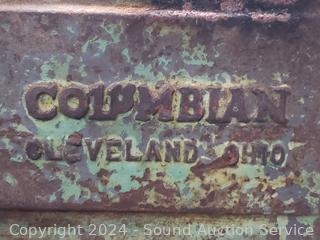 COLUMBIAN
CLEVELAND OHIO
Copyright 2024 - Sound Auction Service